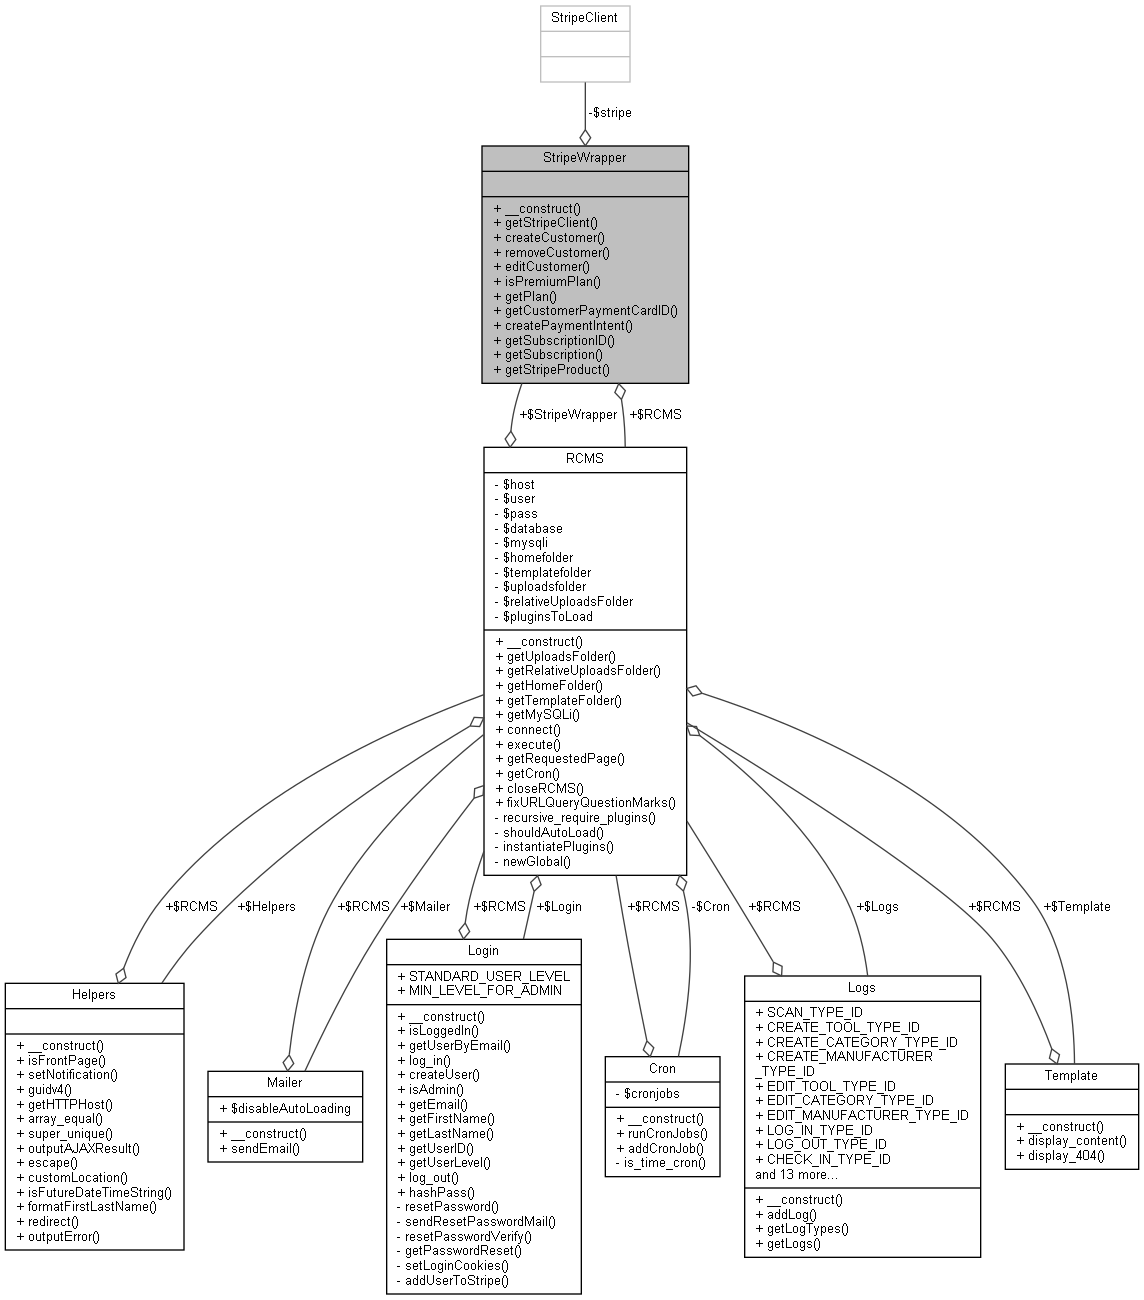 StripeClient
-$stripe
StripeWrapper
+ __construct()
+ getStripeClient()
+ createCustomer()
+ removeCustomer()
+ editCustomer()
+ isPremiumPlan()
+ getPlan()
+ getCustomerPaymentCardID()
+ createPaymentIntent()
+ getSubscriptionID()
+ getSubscription()
+ getStripeProduct()
+$StripeWrapper
+$RCMS
RCMS
- $host
- $user
- $pass
- $database
- $mysqli
- $homefolder
- $templatefolder
- $uploadsfolder
- $relativeUploadsFolder
- $pluginsToLoad
+ __construct()
+ getUploadsFolder()
+ getRelativeUploadsFolder()
+ getHomeFolder()
+ getTemplateFolder()
+ getMySQLi()
+ connect()
+ execute()
+ getRequestedPage()
+ getCron()
+ closeRCMS()
+ fixURLQueryQuestionMarks()
- recursive_require_plugins()
- shouldAutoLoad()
- instantiatePlugins()
- newGlobal()
+$RCMS
+$Helpers
+$RCMS
+$Mailer
+$RCMS
+$Login
+$RCMS
-$Cron
+$RCMS
+$Logs
+$RCMS
+$Template
Helpers
+ __construct()
+ isFrontPage()
+ setNotification()
+ guidv4()
+ getHTTPHost()
+ array_equal()
+ super_unique()
+ outputAJAXResult()
+ escape()
+ customLocation()
+ isFutureDateTimeString()
+ formatFirstLastName()
+ redirect()
+ outputError()
Mailer
+ $disableAutoLoading
+ __construct()
+ sendEmail()
Login
+ STANDARD_USER_LEVEL
+ MIN_LEVEL_FOR_ADMIN
+ __construct()
+ isLoggedIn()
+ getUserByEmail()
+ log_in()
+ createUser()
+ isAdmin()
+ getEmail()
+ getFirstName()
+ getLastName()
+ getUserID()
+ getUserLevel()
+ log_out()
+ hashPass()
- resetPassword()
- sendResetPasswordMail()
- resetPasswordVerify()
- getPasswordReset()
- setLoginCookies()
- addUserToStripe()
Cron
- $cronjobs
+ __construct()
+ runCronJobs()
+ addCronJob()
- is_time_cron()
Logs
+ SCAN_TYPE_ID
+ CREATE_TOOL_TYPE_ID
+ CREATE_CATEGORY_TYPE_ID
+ CREATE_MANUFACTURER
_TYPE_ID
+ EDIT_TOOL_TYPE_ID
+ EDIT_CATEGORY_TYPE_ID
+ EDIT_MANUFACTURER_TYPE_ID
+ LOG_IN_TYPE_ID
+ LOG_OUT_TYPE_ID
+ CHECK_IN_TYPE_ID
and 13 more...
+ __construct()
+ addLog()
+ getLogTypes()
+ getLogs()
Template
+ __construct()
+ display_content()
+ display_404()